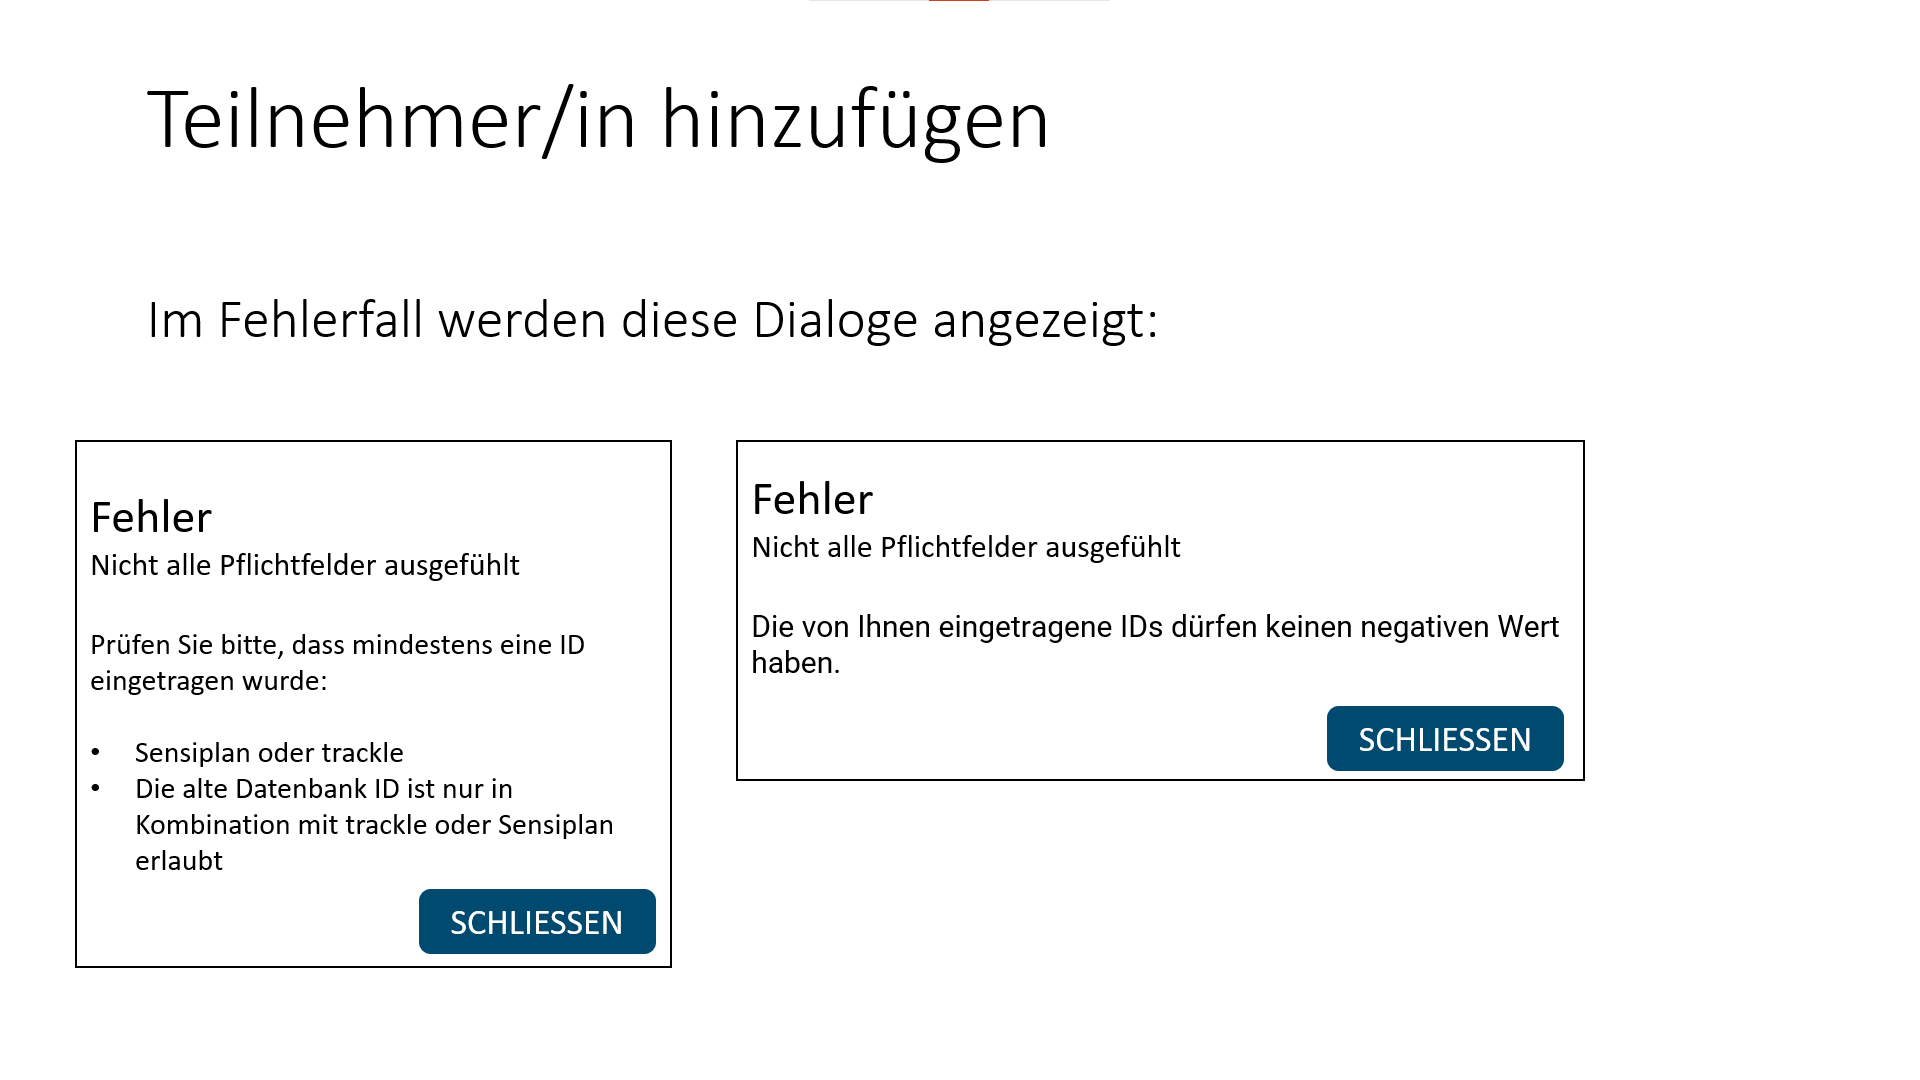 Teilnehmer/in hinzufügen
Im Fehlerfall werden diese Dialoge angezeigt:
Fehler
Nicht alle Pflichtfelder ausgefühlt
Prüfen Sie bitte, dass mindestens eine ID
eingetragen wurde:
• Sensiplan oder trackle
• Die alte Datenbank ID ist nur in
Kombination mit trackle oder Sensiplan
erlaubt
SCHLIESSEN
Fehler
Nicht alle Pflichtfelder ausgefühlt
Die von Ihnen eingetragene IDs dürfen keinen negativen Wert
haben.
SCHLIESSEN